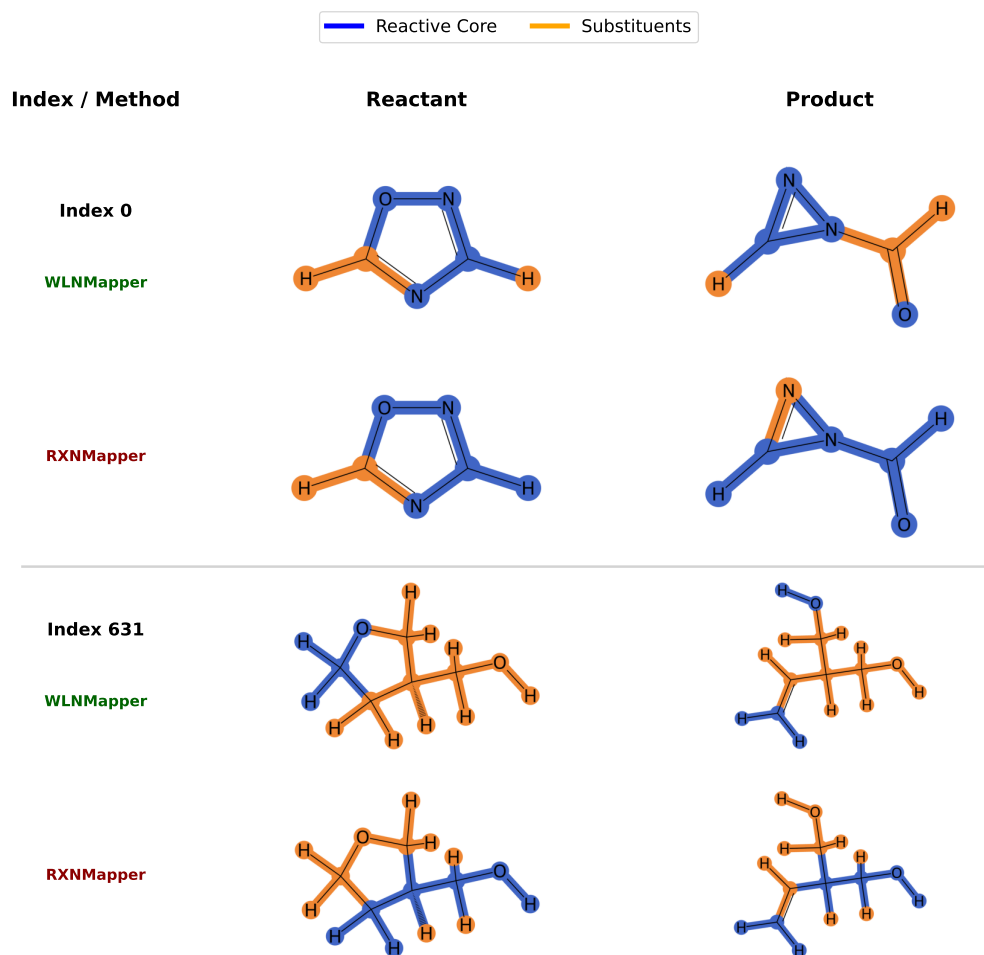 Reactive Core Substituents
Index / Method Reactant Product
Index 0
WLNMapper
O N
H N H
N H
N
H O
RXNMapper
O N
H N H
N H
N
H O
Index 631
WLNMapper
H
O H H O
H H
H H H H H
H O
H H H O
H
H H H H
H
RXNMapper
H
O H H O
H H
H H H H H
H O
H H H O
H
H H H H
H